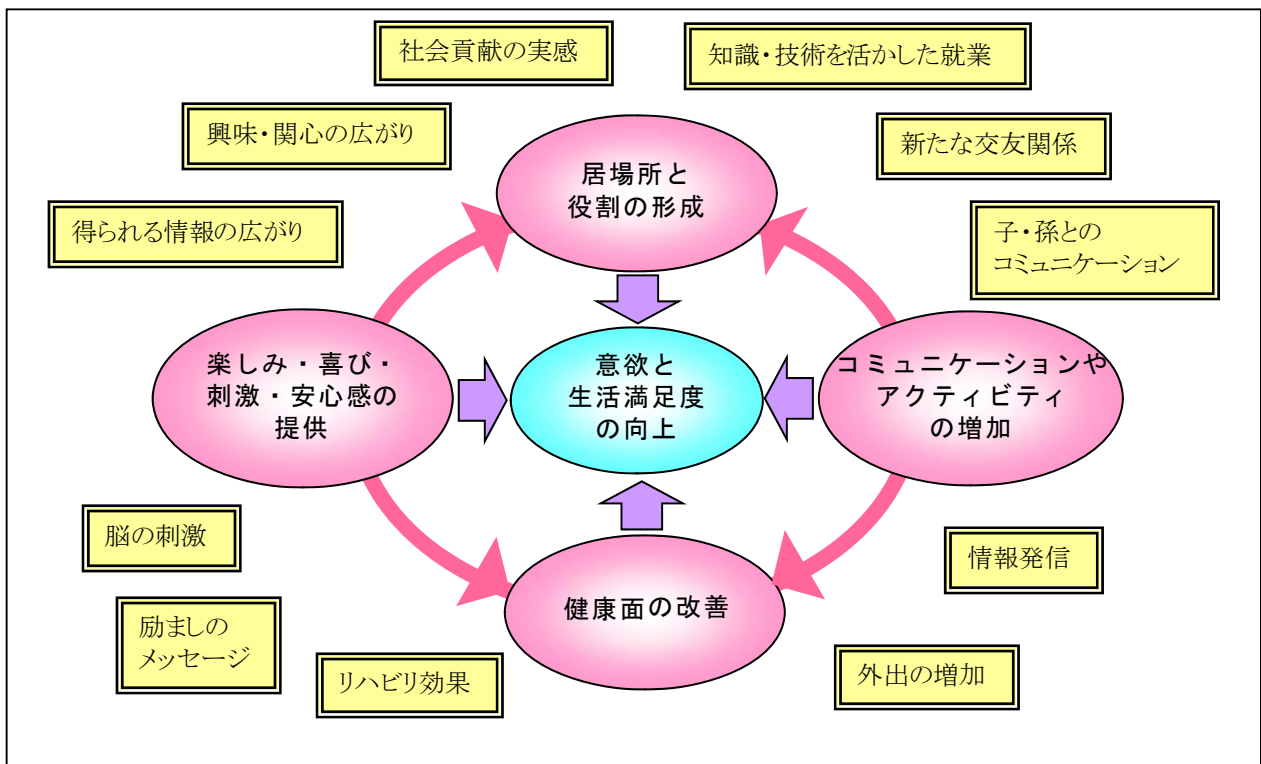 社会貢献の実感
知識・技術を活かした就業
興味・関心の広がり
新たな交友関係
居場所と
役割の形成
得られる情報の広がり
子・孫との
コミュニケーション
楽しみ・喜び・
刺激・安心感の
提供
意欲と
生活満足度
の向上
コミュニケーションや
アクティビティ
の増加
脳の刺激
情報発信
健康面の改善
励ましの
メッセージ
リハビリ効果
外出の増加